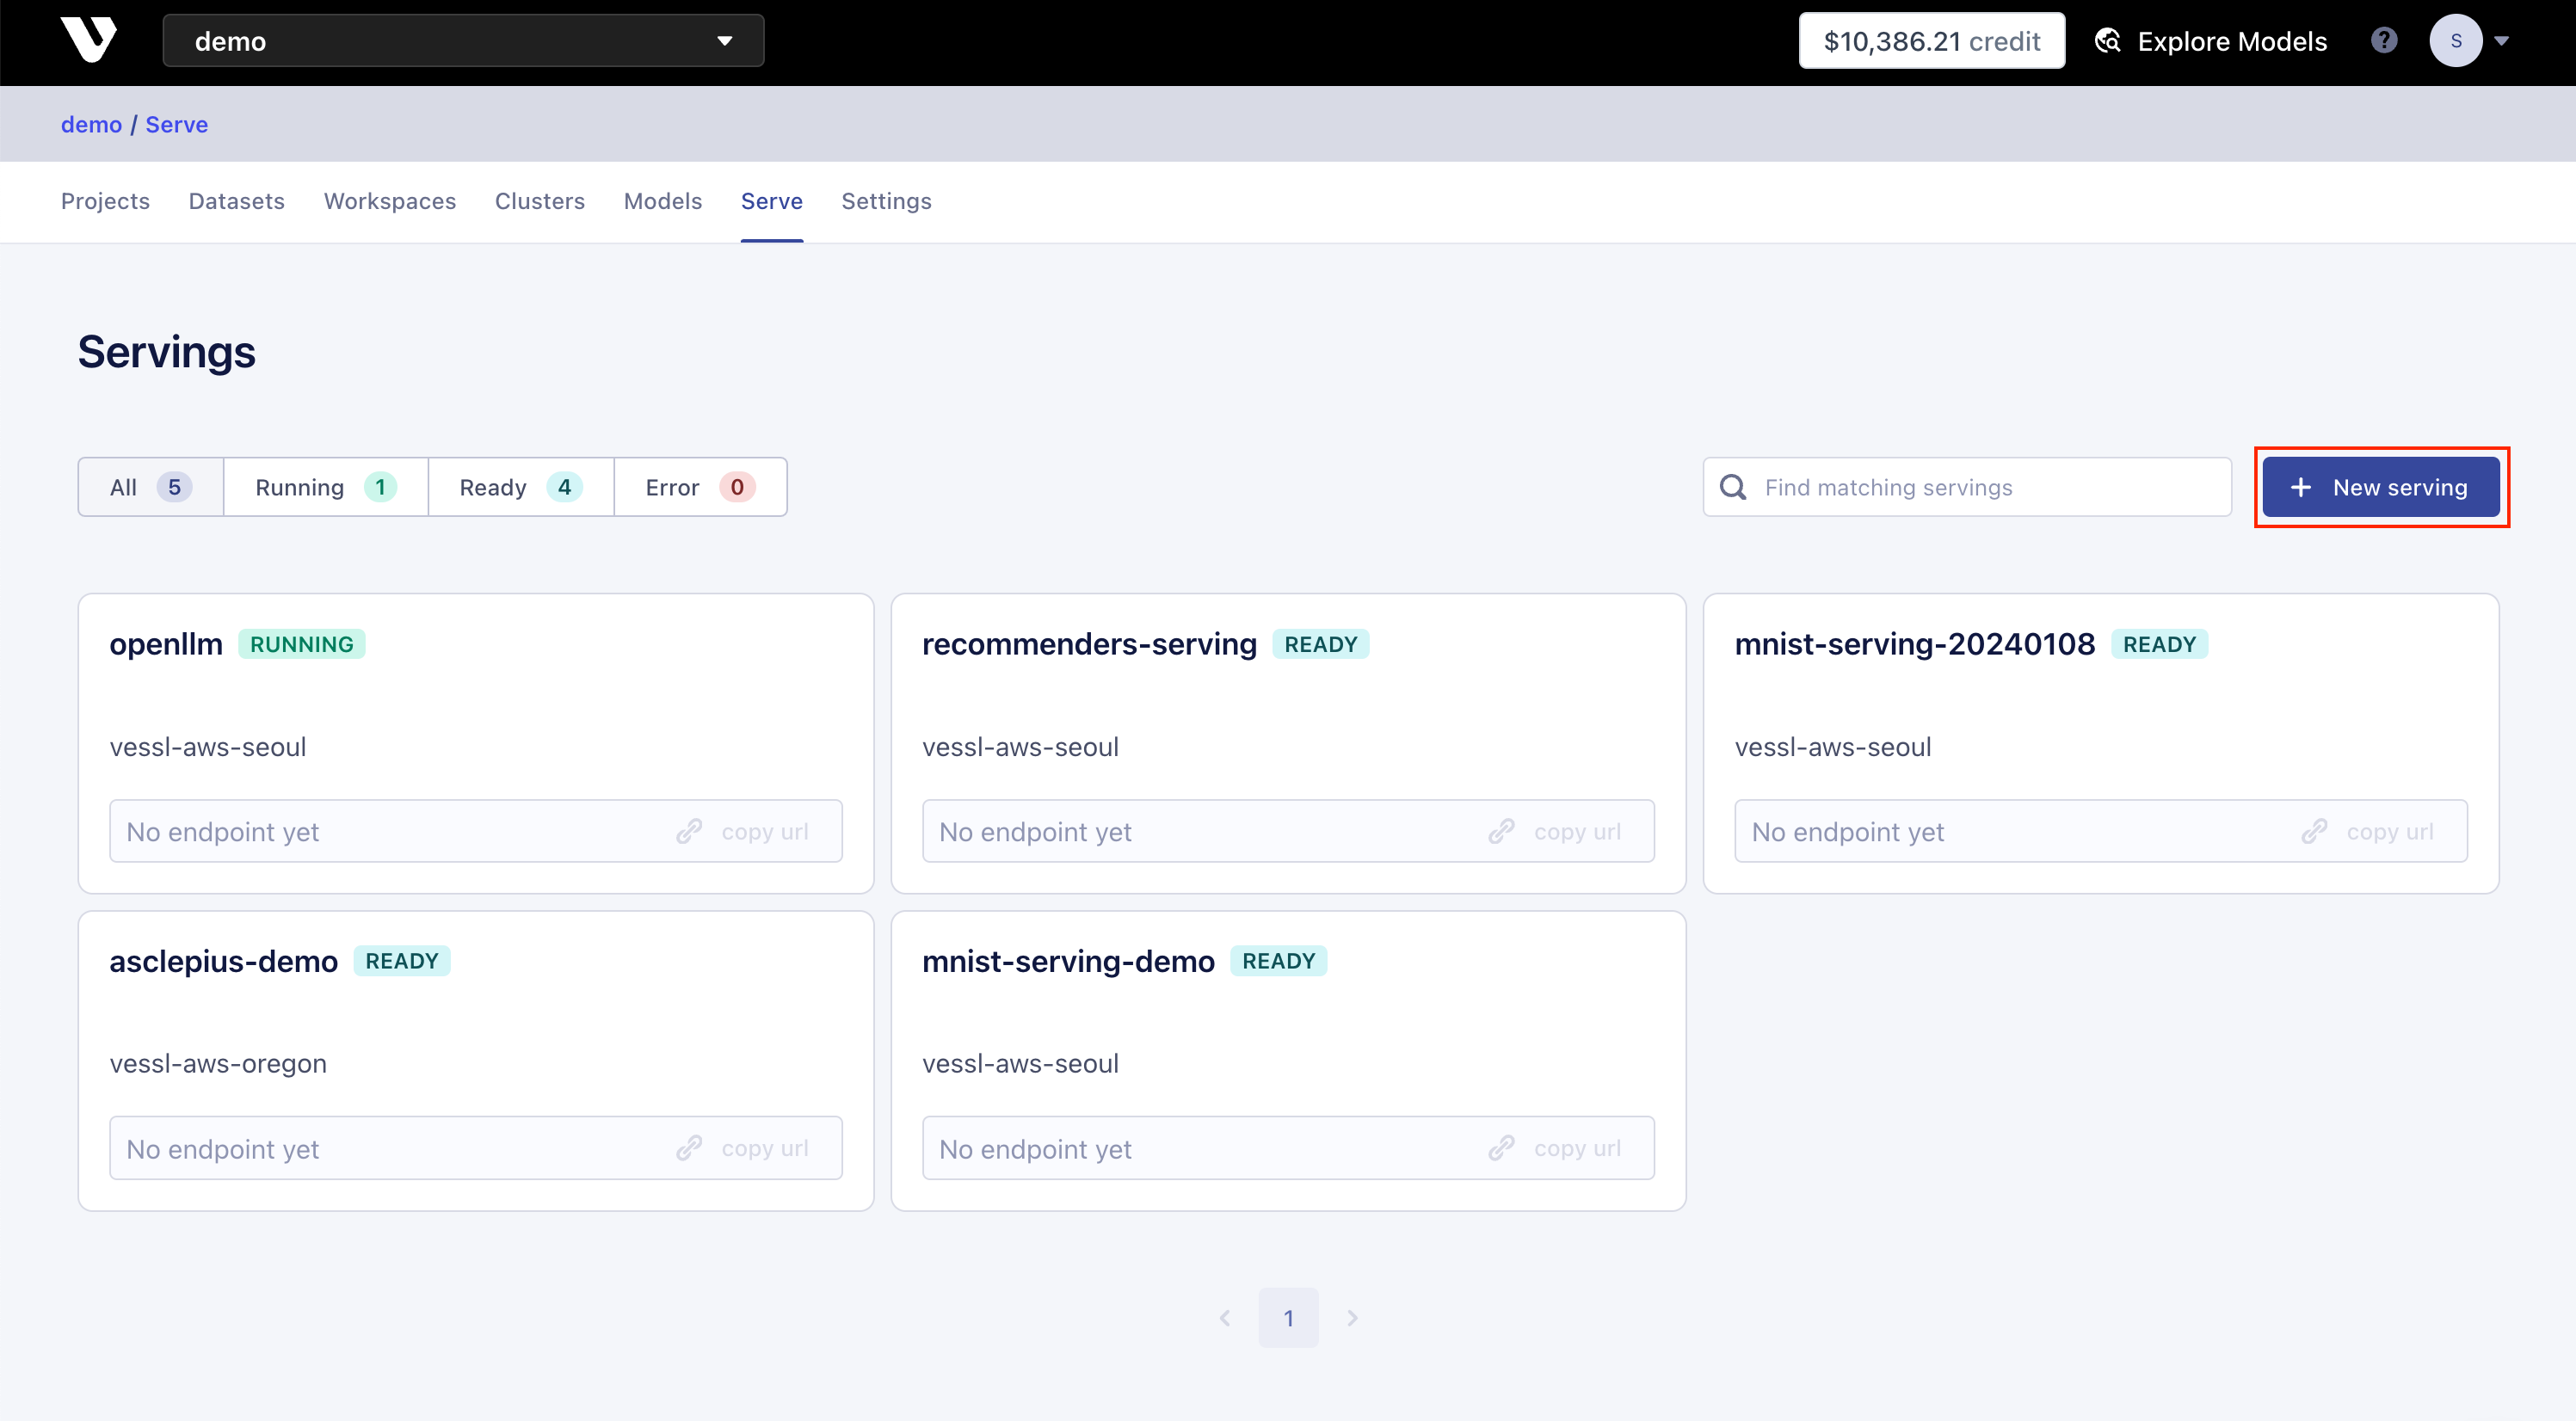 demo $10,386.21 credit Explore Models ? S
demo / Serve
Projects Datasets Workspaces Clusters Models Serve Settings
Servings
All 5 Running 1 Ready 4 Error 0 Find matching servings + New serving
openllm RUNNING
vessl-aws-seoul
No endpoint yet copy url
recommenders-serving READY
vessl-aws-seoul
No endpoint yet copy url
mnist-serving-20240108 READY
vessl-aws-seoul
No endpoint yet copy url
asclepius-demo READY
vessl-aws-oregon
No endpoint yet copy url
mnist-serving-demo READY
vessl-aws-seoul
No endpoint yet copy url
1